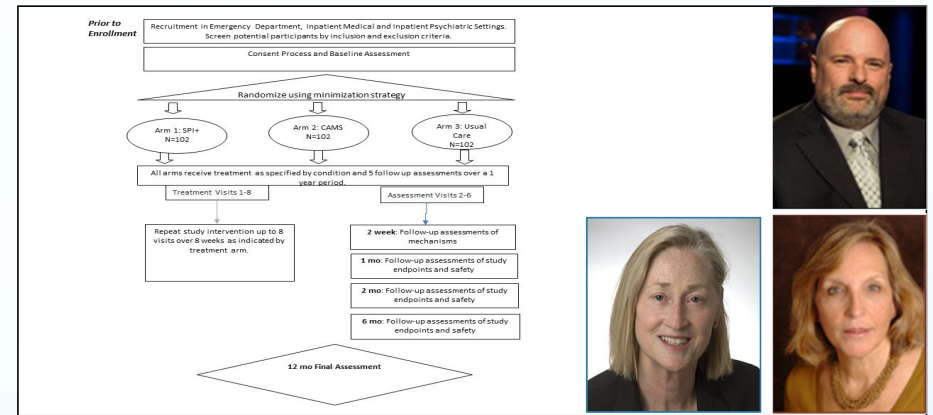 Prior to
Enrollment
Recruitment in Emergency Department, Inpatient Medical and Inpatient Psychiatric Settings.
Screen potential participants by inclusion and exclusion criteria.
Consent Process and Baseline Assessment
Randomize using minimization strategy
Arm 1: SPI+
N=102
Arm 2: CAMS
N=102
Arm 3: Usual
Care
N=102
All arms receive treatment as specified by condition and 5 follow up assessments over a 1
year period.
Treatment Visits 1-8
Assessment Visits 2-6
Repeat study intervention up to 8
visits over 8 weeks as indicated by
treatment arm.
2 week: Follow-up assessments of
mechanisms
1 mo: Follow-up assessments of study
endpoints and safety
2 mo: Follow-up assessments of study
endpoints and safety
6 mo: Follow-up assessments of study
endpoints and safety
12 mo Final Assessment